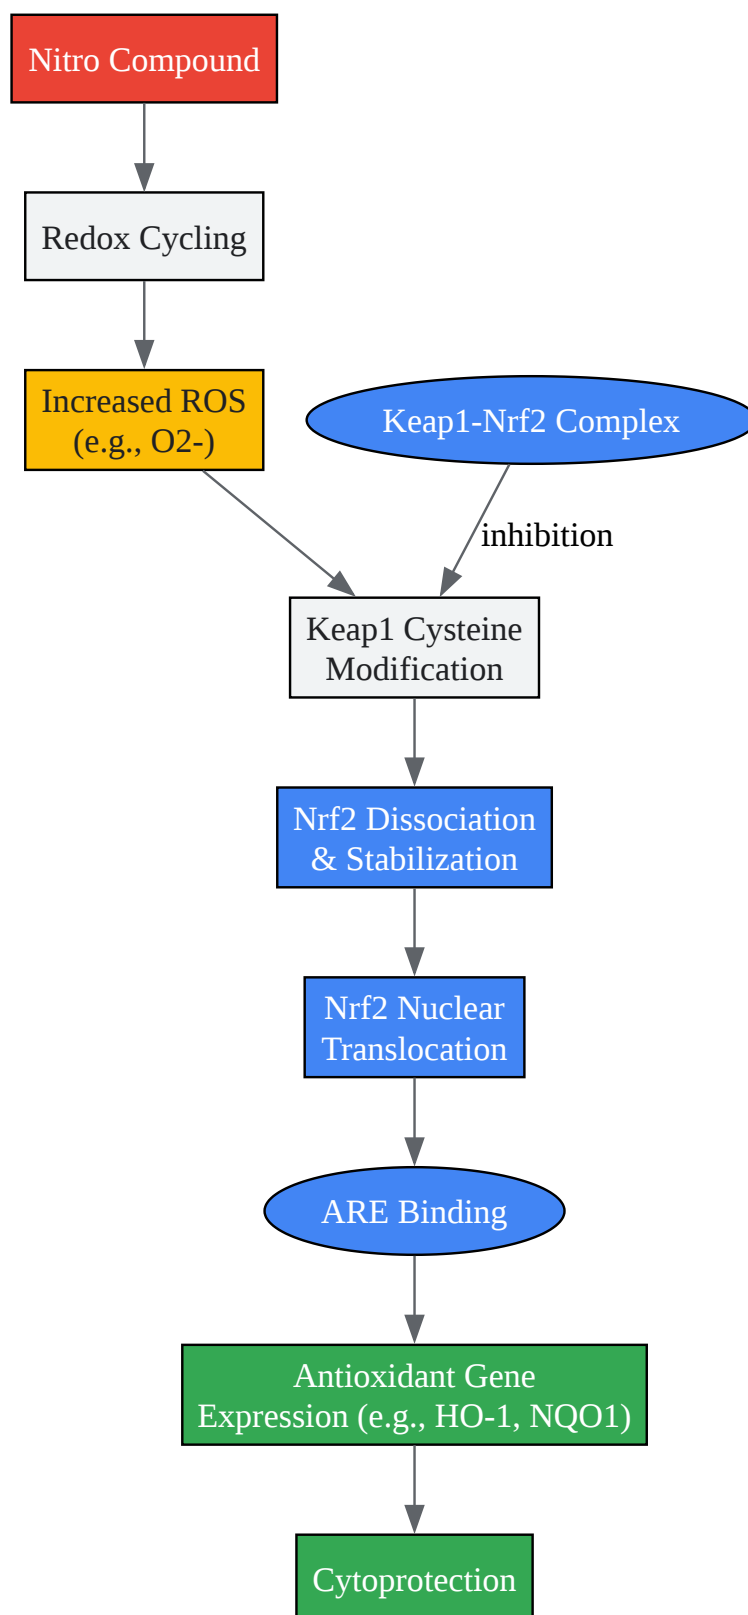 Nitro Compound
Redox Cycling
Increased ROS
(e.g., O2-)
Keap1-Nrf2 Complex
inhibition
Keap1 Cysteine
Modification
Nrf2 Dissociation
& Stabilization
Nrf2 Nuclear
Translocation
ARE Binding
Antioxidant Gene
Expression (e.g., HO-1, NQO1)
Cytoprotection